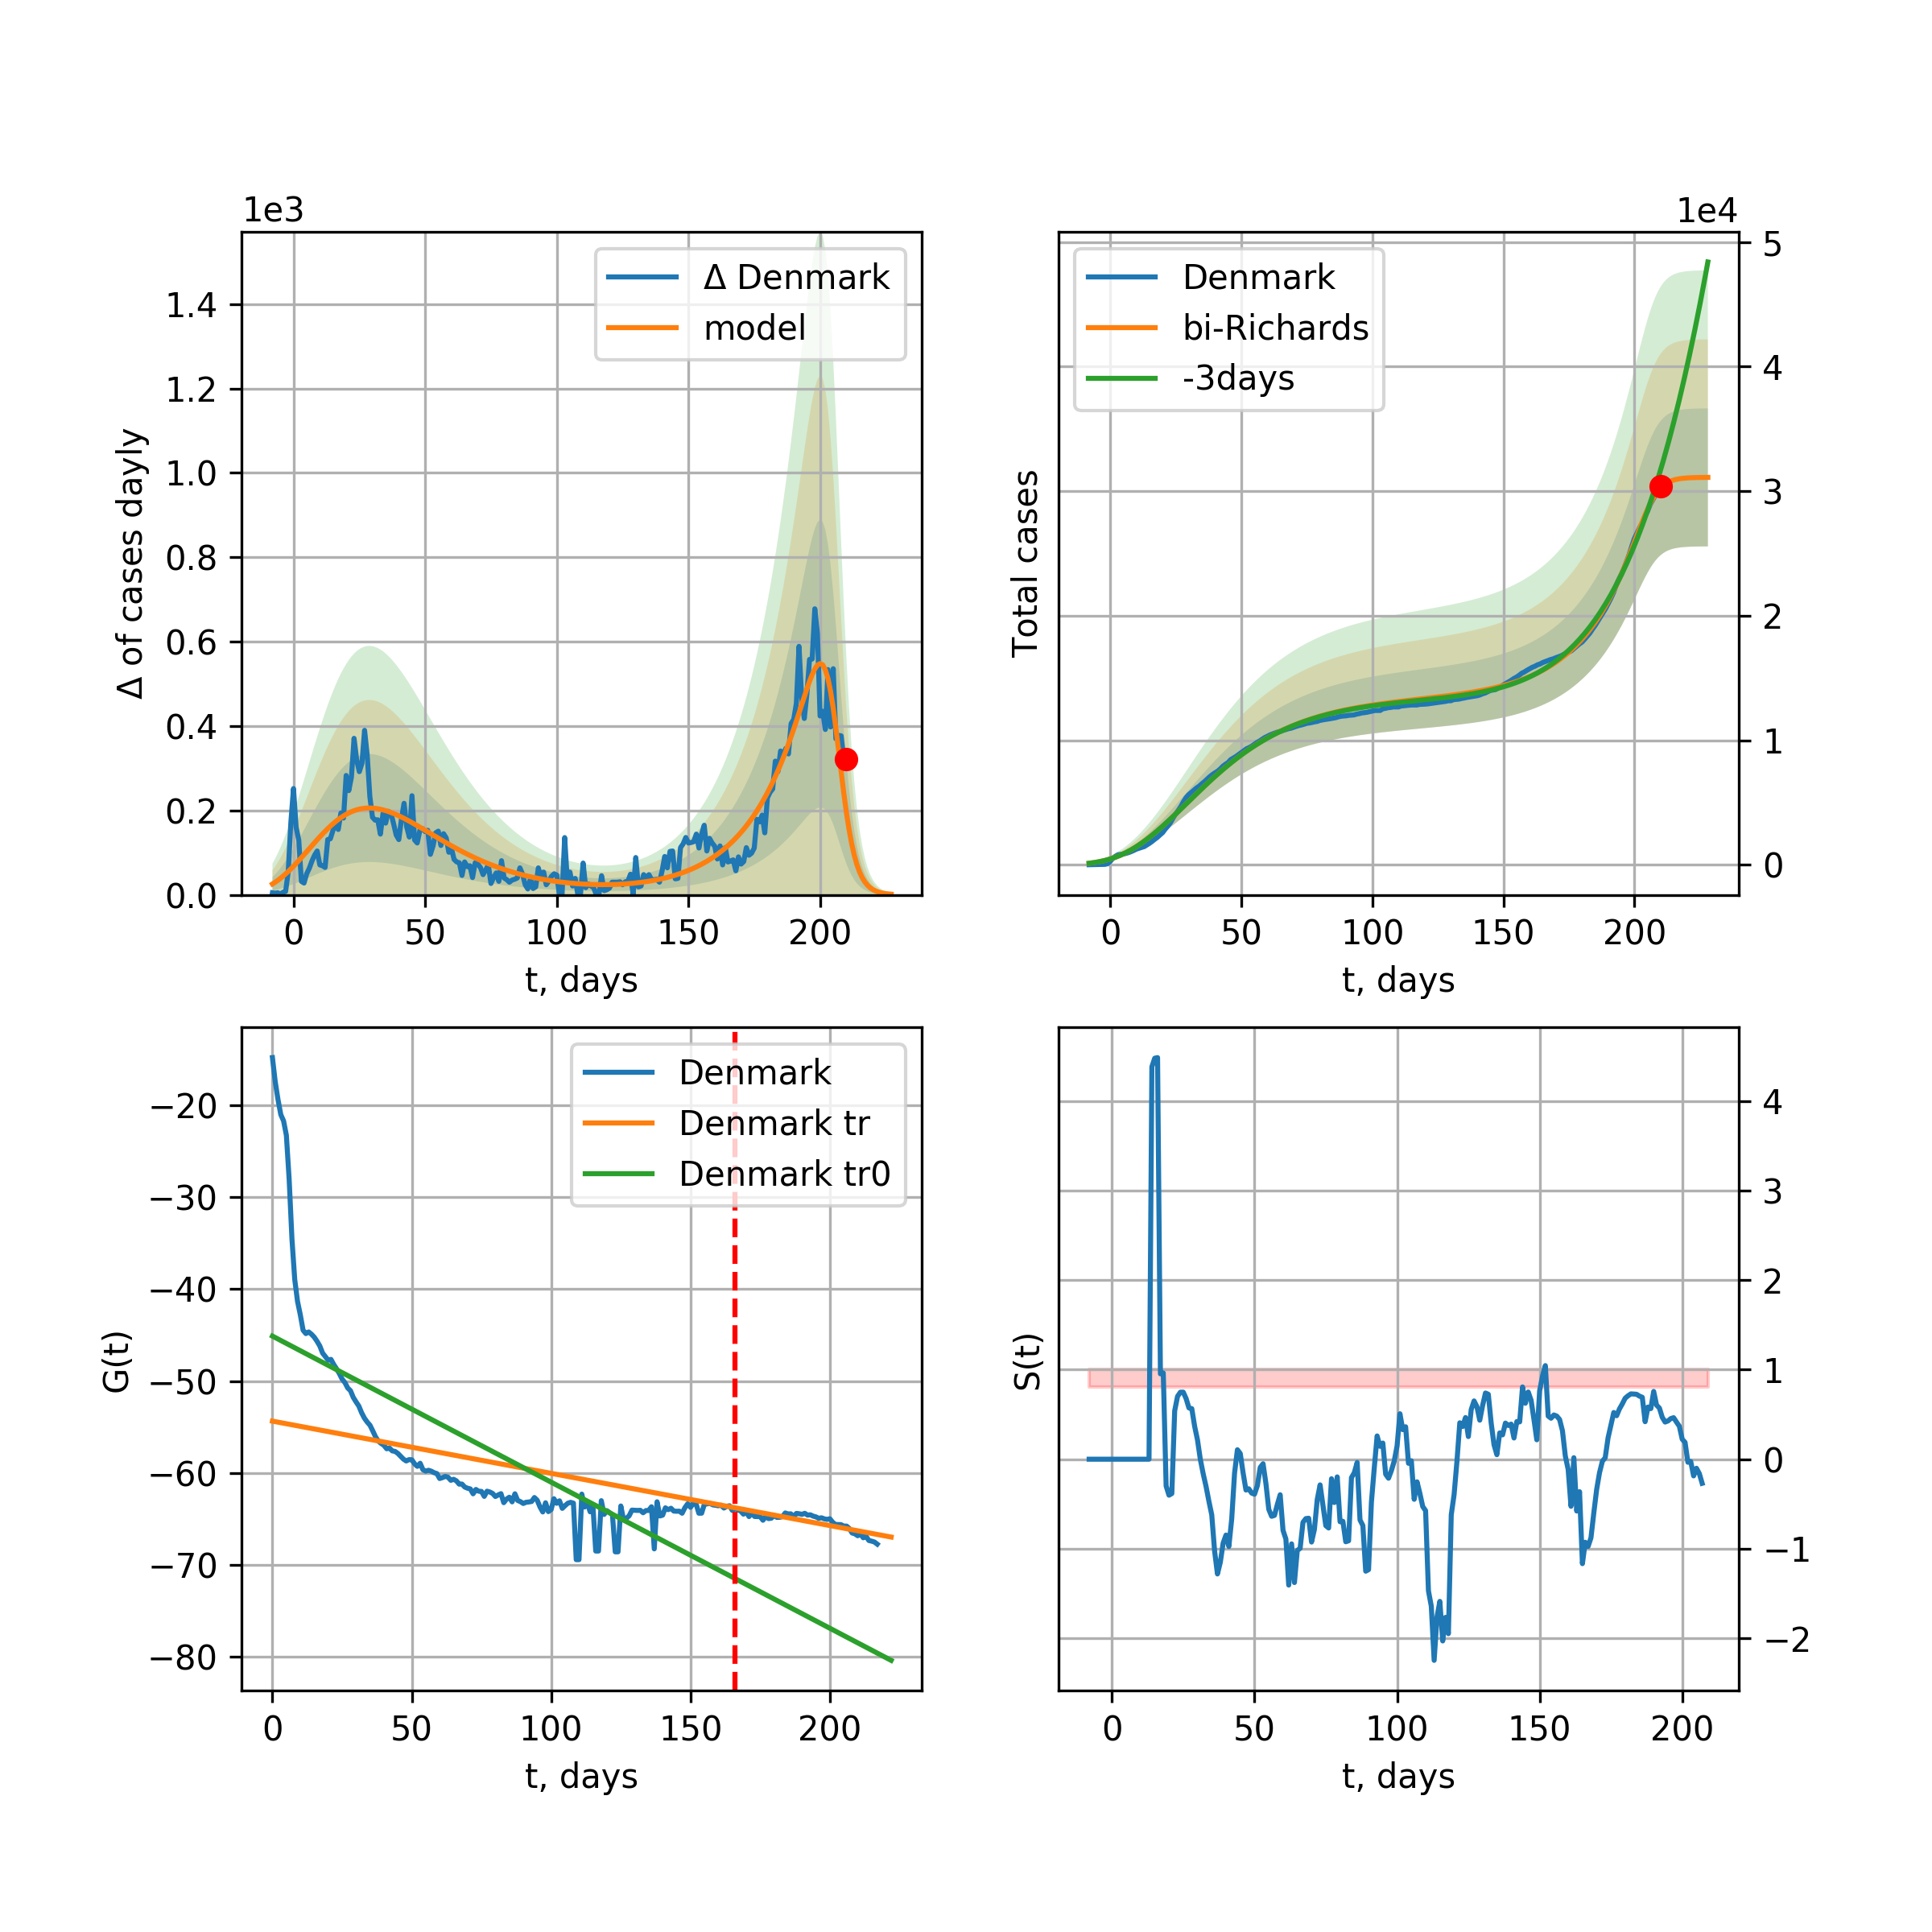 1e3
Δ Denmark
model
1.4
1.2
1.0
0.8
0.6
0.4
0.2
0.0
Δ of cases dayly
0 50 100 150 200
t, days
1e4
Denmark
bi-Richards
-3days
5
4
3
2
1
0
Total cases
0 50 100 150 200
t, days
Denmark
Denmark tr
Denmark tr0
−20
−30
−40
−50
−60
−70
−80
G(t)
0 50 100 150 200
t, days
4
3
2
1
0
−1
−2
S(t)
0 50 100 150 200
t, days